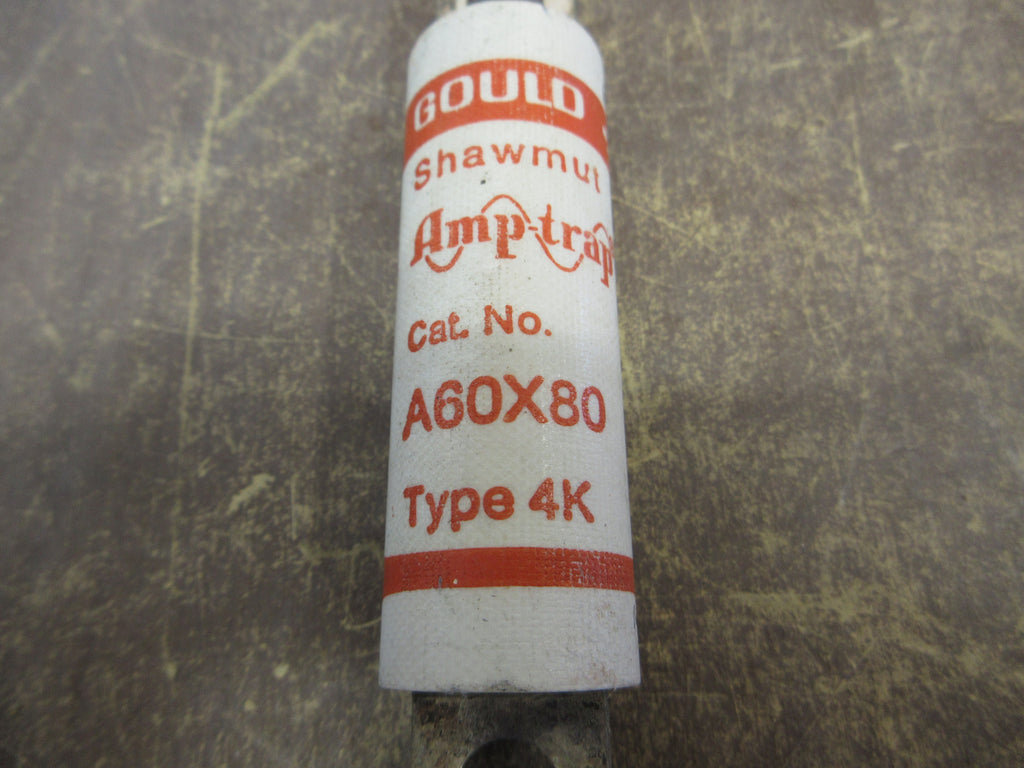 GOULD
Shawmut
Amp-trap
Cat. No.
A60X80
Type 4K